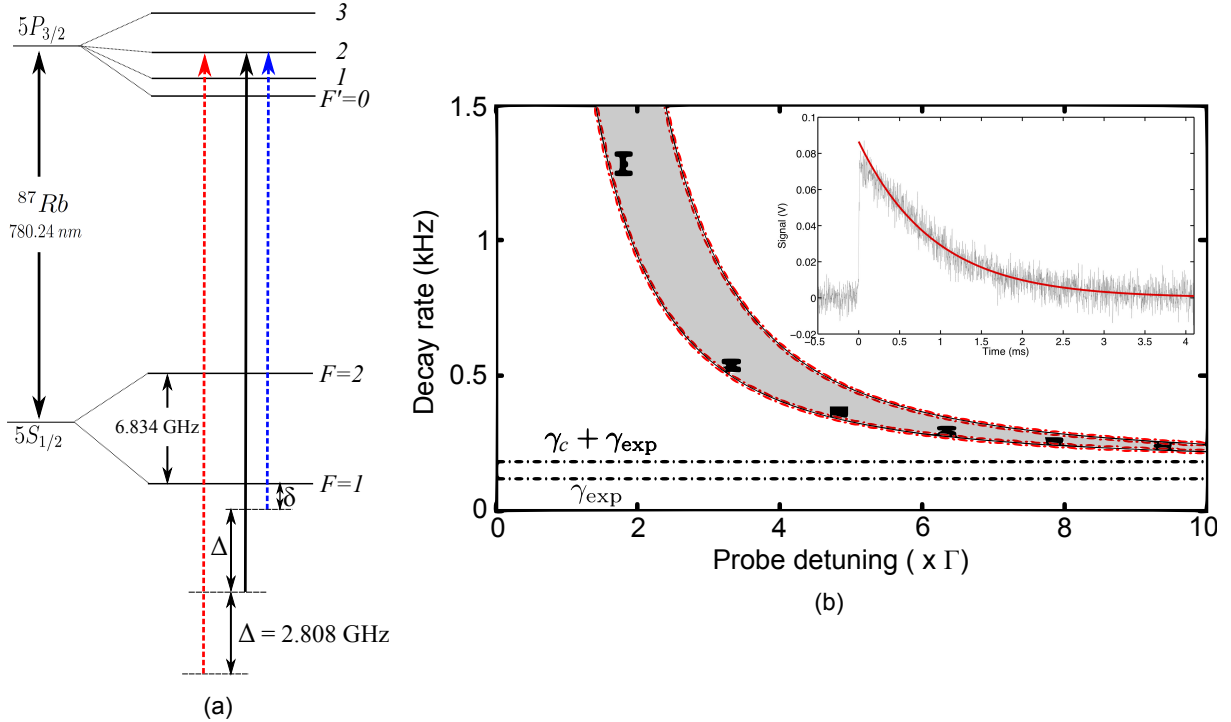 3
5P3/2
2
1
F'=0
87Rb
780.24 nm
F=2
6.834 GHz
5S1/2
F=1
δ
Δ
Δ = 2.808 GHz
(a)
1.5
1
0.5
0
Decay rate (kHz)
γc + γexp
γexp
0 2 4 6 8 10
Probe detuning ( x Γ)
(b)
0.1
0.08
0.06
0.04
0.02
0
−0.02
Signal (V)
−0.5 0 0.5 1 1.5 2 2.5 3 3.5 4
Time (ms)